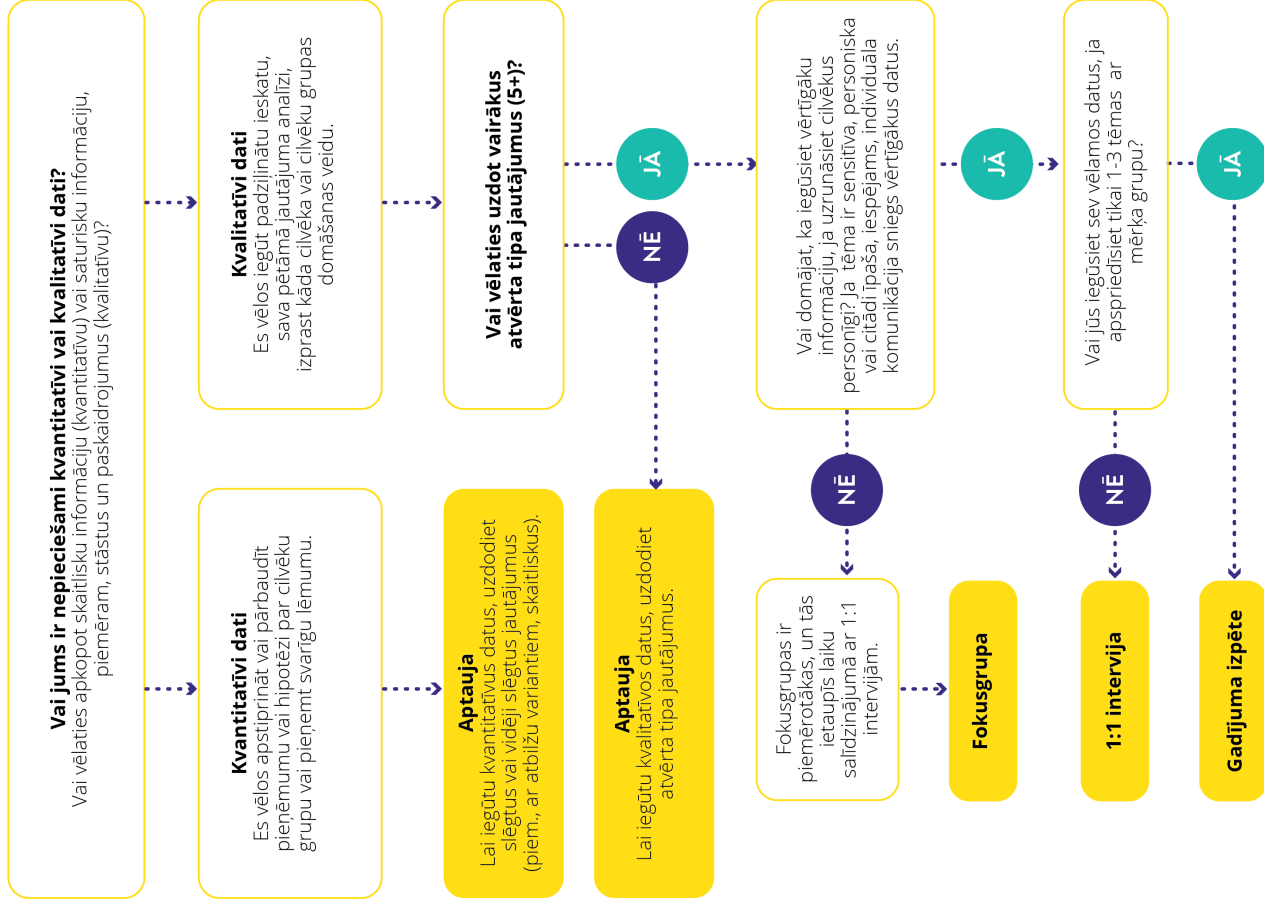 Vai jums ir nepieciešami kvantitatīvi vai kvalitatīvi dati?
Vai vēlaties apkopot skaitlisku informāciju (kvantitatīvu) vai saturisku informāciju,
piemēram, stāstus un paskaidrojumus (kvalitatīvu)?
Kvantitatīvi dati
Es vēlos apstiprināt vai pārbaudīt
pieņēmumu vai hipotēzi par cilvēku
grupu vai pieņemt svarīgu lēmumu.
Kvalitatīvi dati
Es vēlos iegūt padziļinātu ieskatu,
sava pētāmā jautājuma analīzi,
izprast kāda cilvēka vai cilvēku grupas
domāšanas veidu.
Aptauja
Lai iegūtu kvantitatīvus datus, uzdodiet
slēgtus vai vidēji slēgtus jautājumus
(piem., ar atbilžu variantiem, skaitliskus).
Vai vēlaties uzdot vairākus
atvērta tipa jautājumus (5+)?
NĒ
JĀ
Aptauja
Lai iegūtu kvalitatīvos datus, uzdodiet
atvērta tipa jautājumus.
Vai domājat, ka iegūsiet vērtīgāku
informāciju, ja uzrunāsiet cilvēkus
personīgi? Ja tēma ir sensitīva, personiska
vai citādi īpaša, iespējams, individuāla
komunikācija sniegs vērtīgākus datus.
NĒ
JĀ
Fokusgrupas ir
piemērotākas, un tās
ietaupīs laiku
salīdzinājumā ar 1:1
intervijām.
Fokusgrupa
Vai jūs iegūsiet sev vēlamos datus, ja
apspriedīsiet tikai 1-3 tēmas ar
mērķa grupu?
NĒ
JĀ
1:1 intervija
Gadījuma izpēte